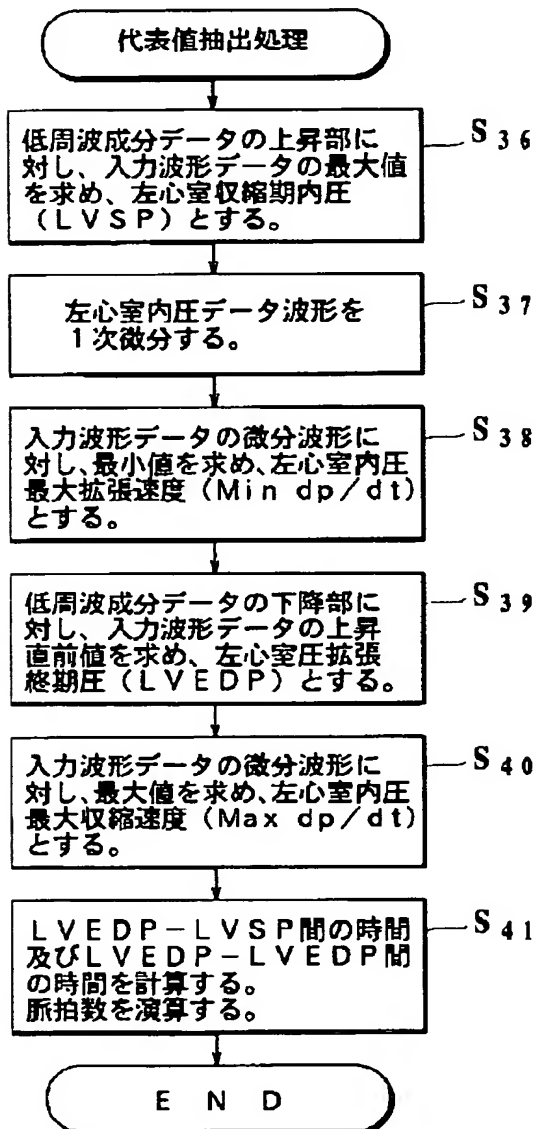 代表値抽出処理
低周波成分データの上昇部に
対し、入力波形データの最大値
を求め、左心室収縮期内圧
(LVSP)とする。
S36
左心室内圧データ波形を
1次微分する。
S37
入力波形データの微分波形に
対し、最小値を求め、左心室内圧
最大拡張速度(Min dp/dt)
とする。
S38
低周波成分データの下降部に
対し、入力波形データの上昇
直前値を求め、左心室圧拡張
終期圧(LVEDP)とする。
S39
入力波形データの微分波形に
対し、最大値を求め、左心室内圧
最大収縮速度(Max dp/dt)
とする。
S40
LVEDP-LVSP間の時間
及びLVEDP-LVEDP間
の時間を計算する。
脈拍数を演算する。
S41
END